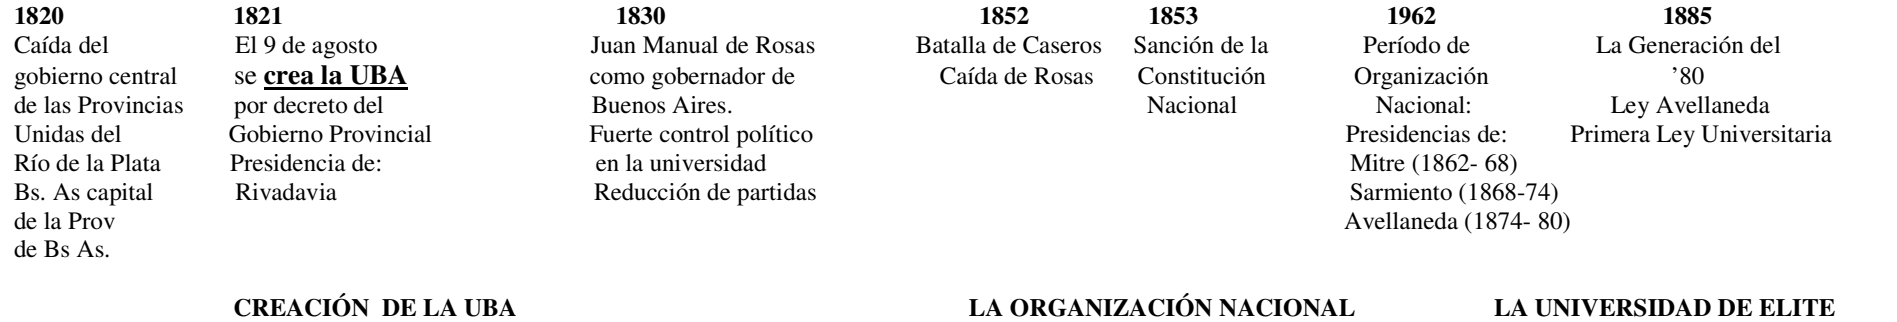 1820
Caída del
gobierno central
de las Provincias
Unidas del
Río de la Plata
Bs. As capital
de la Prov
de Bs As.
1821
El 9 de agosto
se crea la UBA
por decreto del
Gobierno Provincial
Presidencia de:
Rivadavia
1830
Juan Manual de Rosas
como gobernador de
Buenos Aires.
Fuerte control político
en la universidad
Reducción de partidas
1852
Batalla de Caseros
Caída de Rosas
1853
Sanción de la
Constitución
Nacional
1962
Período de
Organización
Nacional:
Presidencias de:
Mitre (1862- 68)
Sarmiento (1868-74)
Avellaneda (1874- 80)
1885
La Generación del
’80
Ley Avellaneda
Primera Ley Universitaria
CREACIÓN DE LA UBA
LA ORGANIZACIÓN NACIONAL
LA UNIVERSIDAD DE ELITE